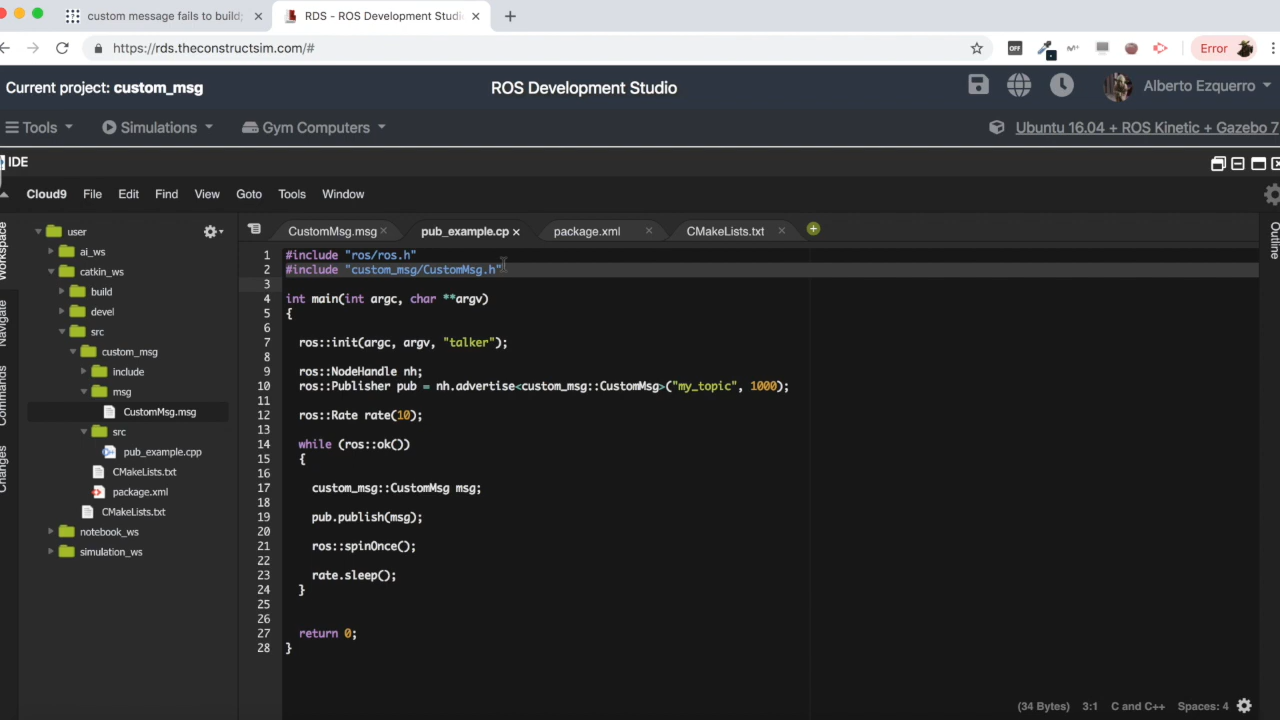 custom message fails to build;
RDS - ROS Development Studio
https://rds.theconstructsim.com/#
OFF
Error
Current project: custom_msg
ROS Development Studio
Alberto Ezquerro
Tools
Simulations
Gym Computers
Ubuntu 16.04 + ROS Kinetic + Gazebo 7
IDE
Cloud9 File Edit Find View Goto Tools Window
Workspace
Navigate
Commands
Changes
Outline
user
ai_ws
catkin_ws
build
devel
src
custom_msg
include
msg
CustomMsg.msg
src
pub_example.cpp
CMakeLists.txt
package.xml
CMakeLists.txt
notebook_ws
simulation_ws
CustomMsg.msg pub_example.cp package.xml CMakeLists.txt
1 #include "ros/ros.h"
2 #include "custom_msg/CustomMsg.h"
3
4 int main(int argc, char **argv)
5 {
6
7 ros::init(argc, argv, "talker");
8
9 ros::NodeHandle nh;
10 ros::Publisher pub = nh.advertise<custom_msg::CustomMsg>("my_topic", 1000);
11
12 ros::Rate rate(10);
13
14 while (ros::ok())
15 {
16
17 custom_msg::CustomMsg msg;
18
19 pub.publish(msg);
20
21 ros::spinOnce();
22
23 rate.sleep();
24 }
25
26
27 return 0;
28 }
(34 Bytes) 3:1 C and C++ Spaces: 4